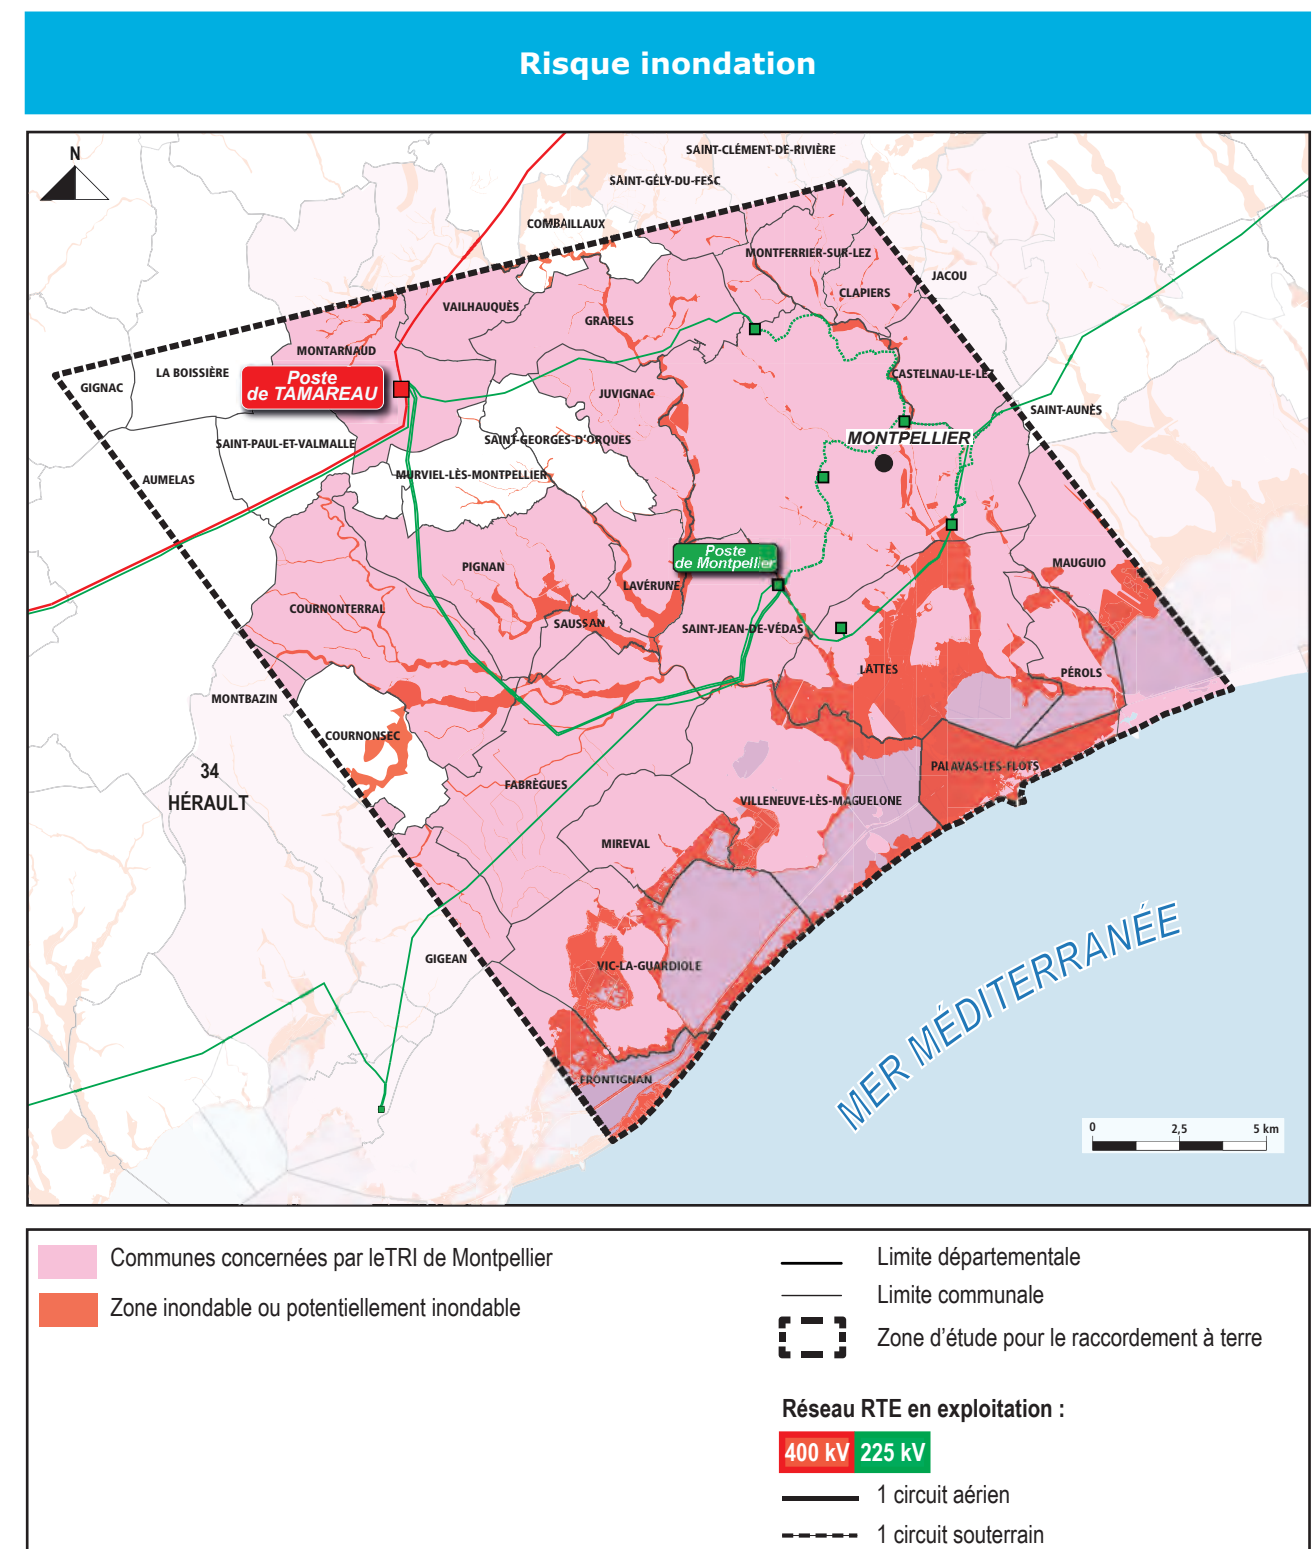 Risque inondation
N
SAINT-CLÉMENT-DE-RIVIÈRE
SAINT-GÉLY-DU-FESC
COMBAILLAUX
MONTFERRIER-SUR-LEZ
JACOU
CLAPIERS
VAILHAUQUÈS
GRABELS
MONTARNAUD
LA BOISSIÈRE
GIGNAC
Poste
de TAMAREAU
CASTELNAU-LE-LEZ
JUVIGNAC
SAINT-AUNÈS
SAINT-PAUL-ET-VALMALLE
SAINT-GEORGES-D'ORQUES
MONTPELLIER
AUMELAS
MURVIEL-LÈS-MONTPELLIER
Poste
de Montpellier
MAUGUIO
PIGNAN
LAVÉRUNE
COURNONTERRAL
SAUSSAN
SAINT-JEAN-DE-VÉDAS
LATTES
PÉROLS
MONTBAZIN
COURNONSEC
34
HÉRAULT
PALAVAS-LES-FLOTS
FABRÈGUES
VILLENEUVE-LÈS-MAGUELONE
MIREVAL
GIGEAN
VIC-LA-GUARDIOLE
MER MÉDITERRANÉE
FRONTIGNAN
0 2,5 5 km
Communes concernées par leTRI de Montpellier
Zone inondable ou potentiellement inondable
Limite départementale
Limite communale
Zone d'étude pour le raccordement à terre
Réseau RTE en exploitation :
400 kV 225 kV
1 circuit aérien
1 circuit souterrain